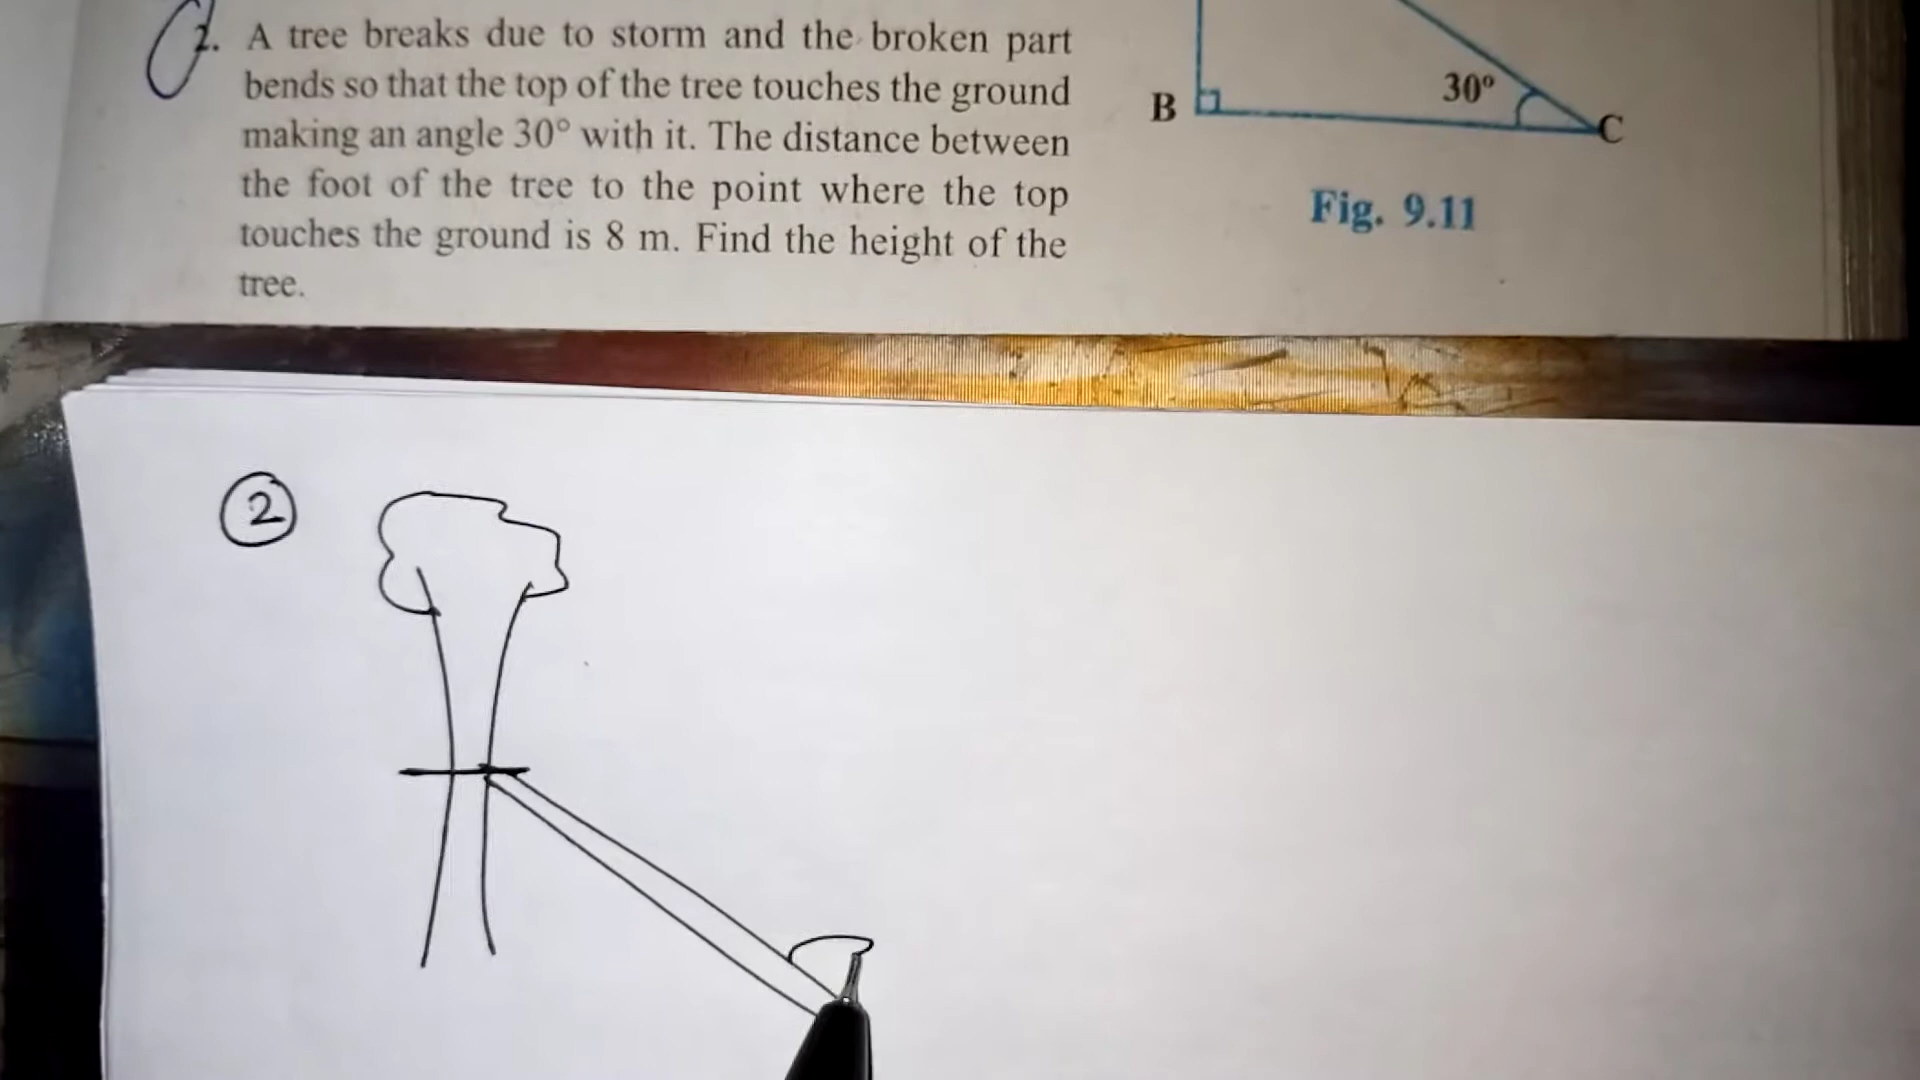 2. A tree breaks due to storm and the broken part
bends so that the top of the tree touches the ground
making an angle 30° with it. The distance between
the foot of the tree to the point where the top
touches the ground is 8 m. Find the height of the
tree.
30°
B
C
Fig. 9.11
2